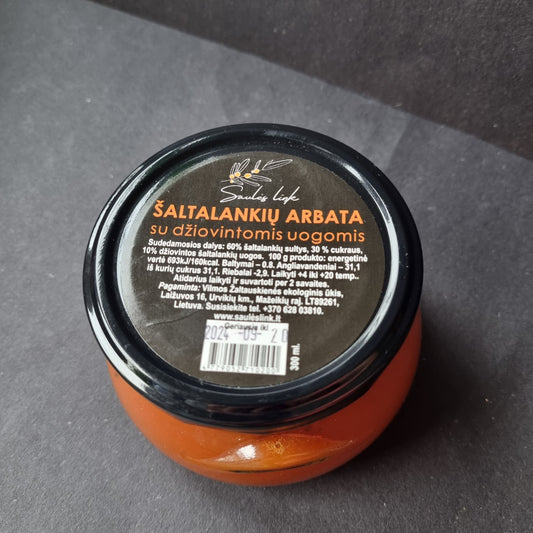 Saulės link
ŠALTALANKIŲ ARBATA
su džiovintomis uogomis
Sudedamosios dalys: 60% šaltalankių sultys, 30 % cukraus,
10% džiovintos šaltalankių uogos. 100 g produkto: energetinė
vertė 693kJ/160kcal. Baltymai – 0.8. Angliavandeniai – 31,1
iš kurių cukrus 31,1. Riebalai -2,9. Laikyti +4 iki +20 temp..
Atidarius laikyti ir suvartoti per 2 savaites.
Pagaminta: Vilmos Žaltauskienės ekologinis ūkis,
Laižuvos 16, Urvikių km., Mažeikių raj. LT89261,
Lietuva. Susisiekite tel. +370 628 03810.
www.saulėslink.lt
Geriausia iki
2024 -09- 20
300 ml.